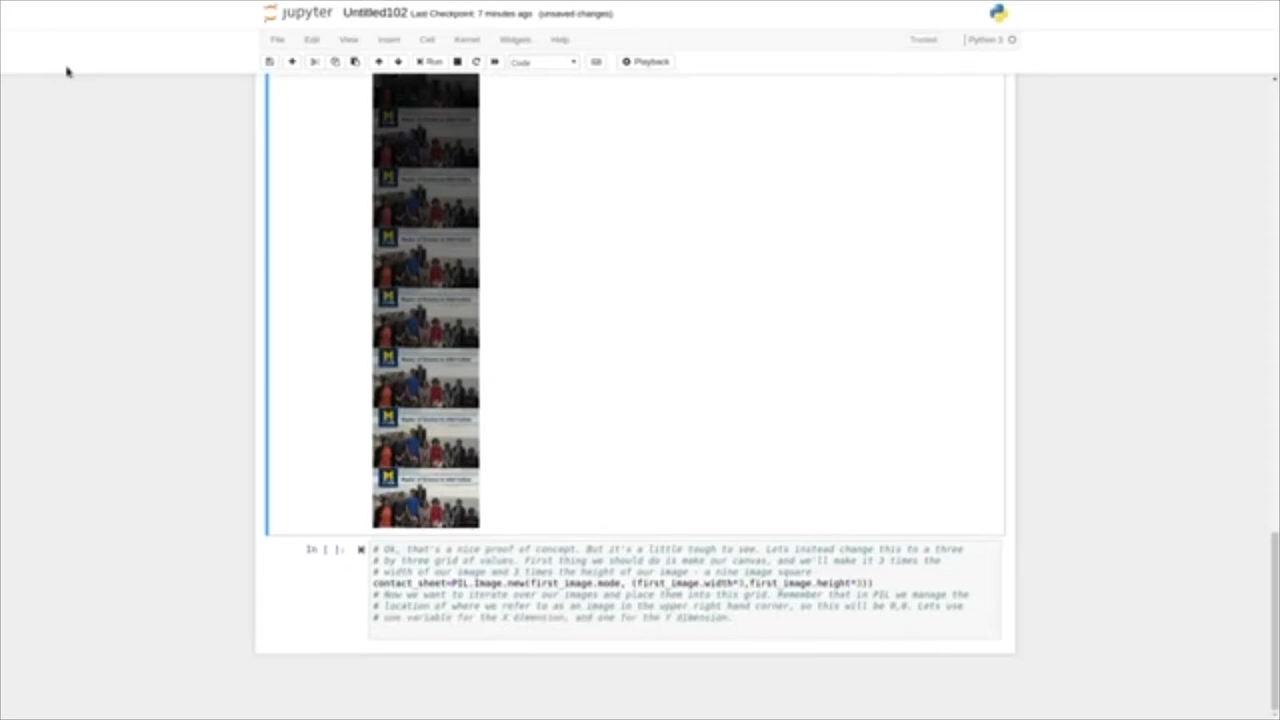 jupyter Untitled102 Last Checkpoint: 7 minutes ago (unsaved changes)
File Edit View Insert Cell Kernel Widgets Help Trusted Python 3
Run Code Playback
M
M
M
M
M
M
M
In [ ]:
# Ok, that's a nice proof of concept. But it's a little tough to see. Lets instead change this to a three
# by three grid of values. First thing we should do is make our canvas, and we'll make it 3 times the
# width of our image and 3 times the height of our image - a nine image square
contact_sheet=PIL.Image.new(first_image.mode, (first_image.width*3,first_image.height*3))
# Now we want to iterate over our images and place them into this grid. Remember that in PIL we manage the
# location of where we refer to as an image in the upper right hand corner, so this will be 0,0. Lets use
# one variable for the X dimension, and one for the Y dimension.